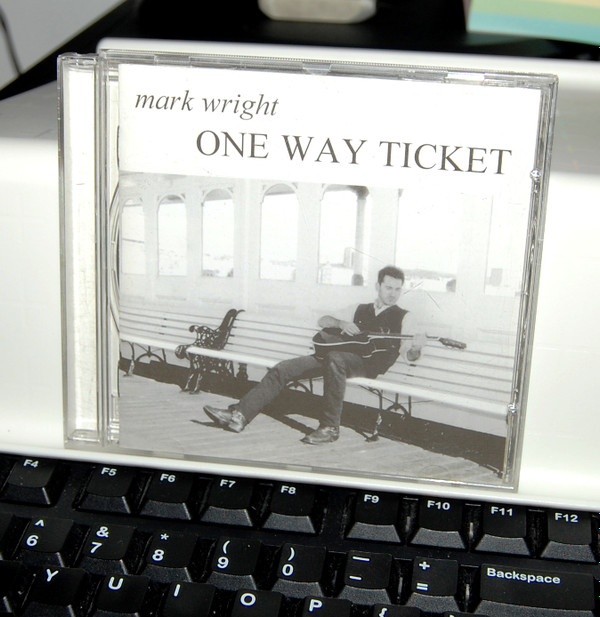 mark wright
ONE WAY TICKET
F4 F5 F6 F7 F8 F9 F10 F11 F12
^ & * ( ) — +
6 7 8 9 0 - = Backspace
Y U I O P {